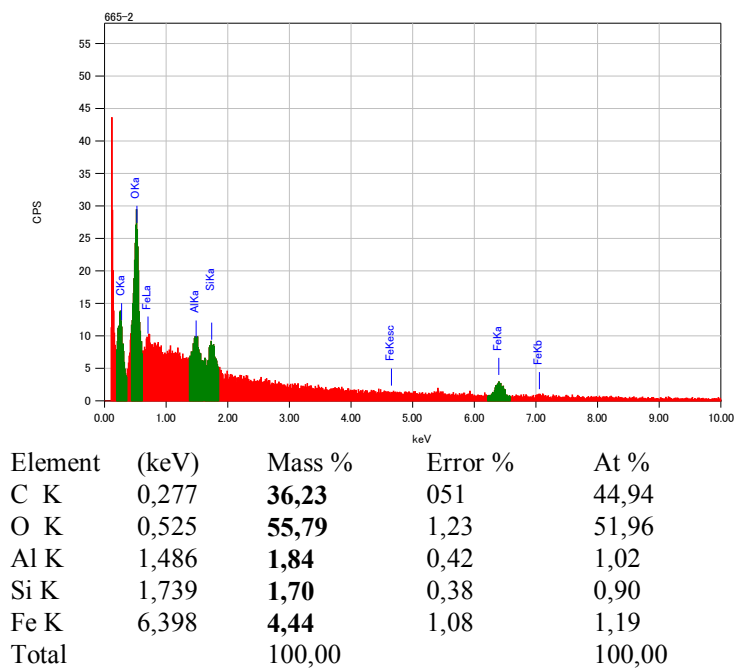 665-2
55
50
45
40
35
30
25
20
15
10
5
0
CPS
CKa
OKa
FeLa
AlKa
SiKa
FeKesc
FeKa
FeKb
0.00 1.00 2.00 3.00 4.00 5.00 6.00 7.00 8.00 9.00 10.00
keV
Element (keV) Mass % Error % At %
C K 0,277 36,23 051 44,94
O K 0,525 55,79 1,23 51,96
Al K 1,486 1,84 0,42 1,02
Si K 1,739 1,70 0,38 0,90
Fe K 6,398 4,44 1,08 1,19
Total 100,00 100,00